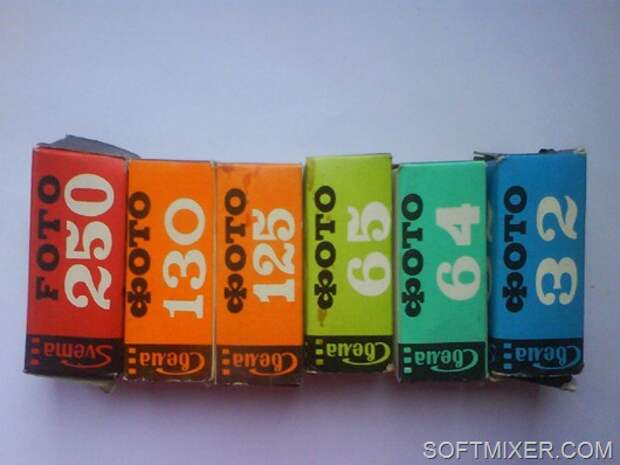 FOTO
250
Svema
ФОТО
130
Свема
ФОТО
125
Свема
ФОТО
65
Свема
ФОТО
64
Свема
ФОТО
32
Свема
SOFTMIXER.COM